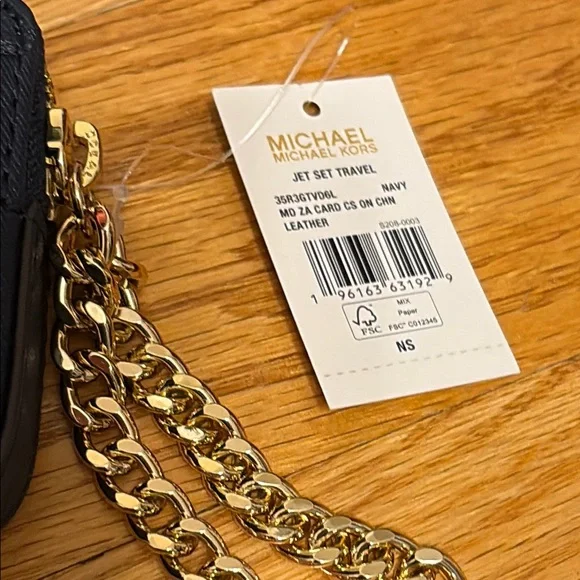 MICHAEL
MICHAEL KORS
JET SET TRAVEL
35R3GTVD6L NAVY
MD ZA CARD CS ON CHN
LEATHER S208-0003
1 96163 63192 9
MIX
Paper
FSC FSC® C012345
NS